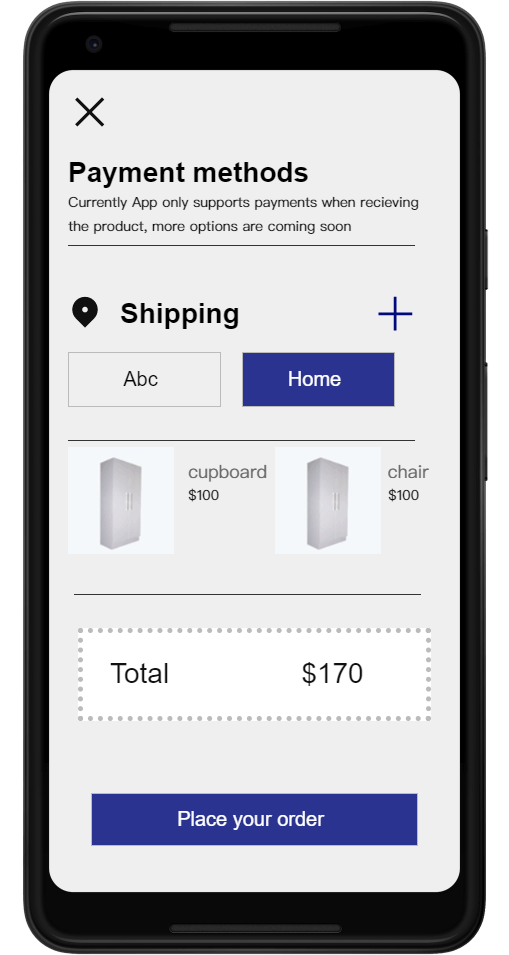 Payment methods
Currently App only supports payments when recieving
the product, more options are coming soon
Shipping
Abc
Home
cupboard
$100
chair
$100
Total
$170
Place your order